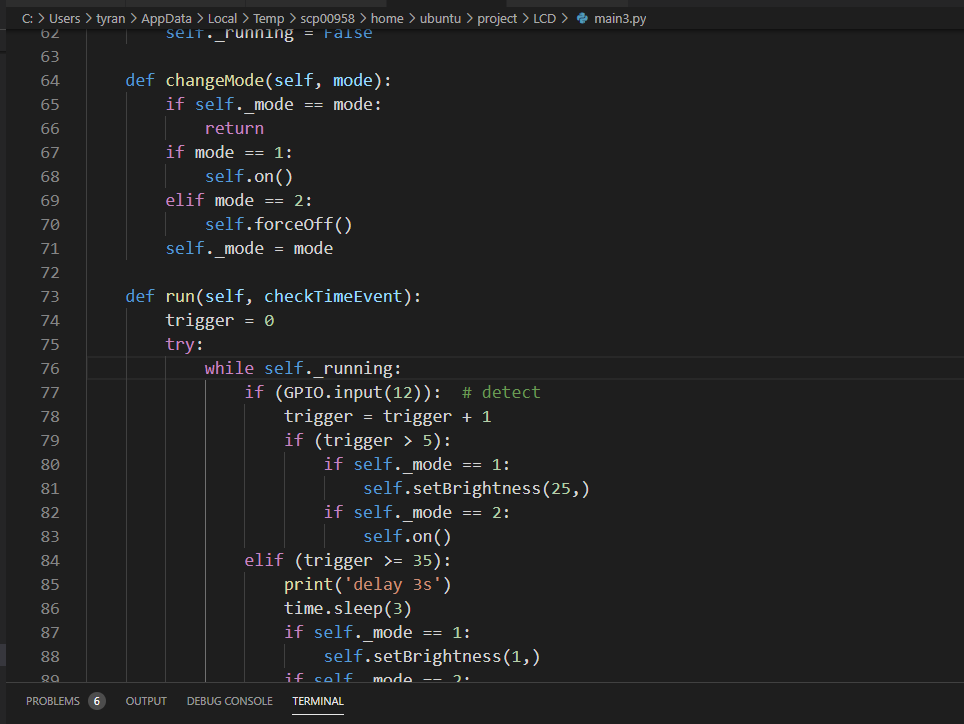 C: > Users > tyran > AppData > Local > Temp > scp00958 > home > ubuntu > project > LCD > main3.py
62 self._running = False
63
64 def changeMode(self, mode):
65 if self._mode == mode:
66 return
67 if mode == 1:
68 self.on()
69 elif mode == 2:
70 self.forceOff()
71 self._mode = mode
72
73 def run(self, checkTimeEvent):
74 trigger = 0
75 try:
76 while self._running:
77 if (GPIO.input(12)):  # detect
78 trigger = trigger + 1
79 if (trigger > 5):
80 if self._mode == 1:
81 self.setBrightness(25,)
82 if self._mode == 2:
83 self.on()
84 elif (trigger >= 35):
85 print('delay 3s')
86 time.sleep(3)
87 if self._mode == 1:
88 self.setBrightness(1,)
89 if self._mode == 2:
PROBLEMS 6 OUTPUT DEBUG CONSOLE TERMINAL